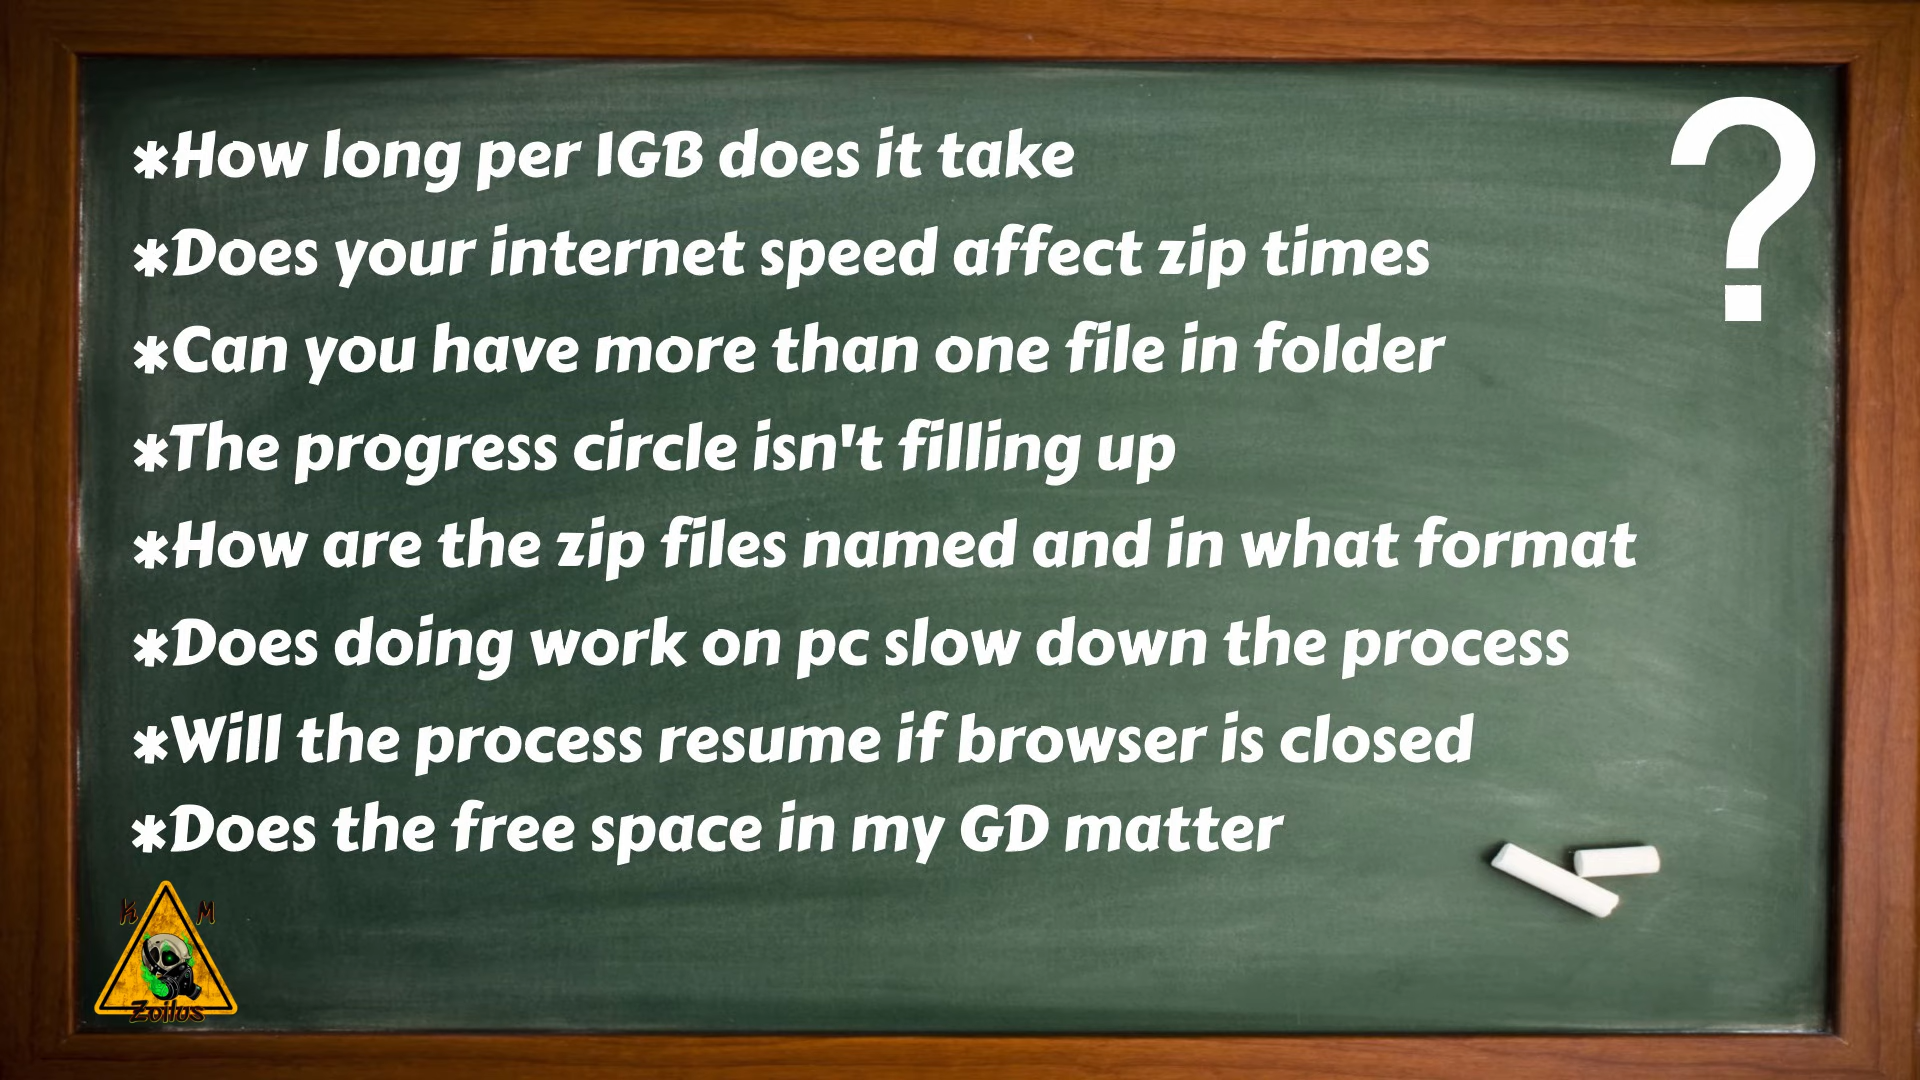 ?
*How long per 1GB does it take
*Does your internet speed affect zip times
*Can you have more than one file in folder
*The progress circle isn't filling up
*How are the zip files named and in what format
*Does doing work on pc slow down the process
*Will the process resume if browser is closed
*Does the free space in my GD matter
K M
Zoilus